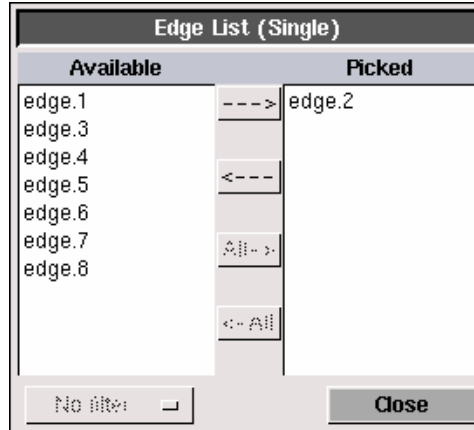 Edge List (Single)
Available
Picked
edge.1
edge.3
edge.4
edge.5
edge.6
edge.7
edge.8
--->
<---
All->
<-All
edge.2
No filter
Close